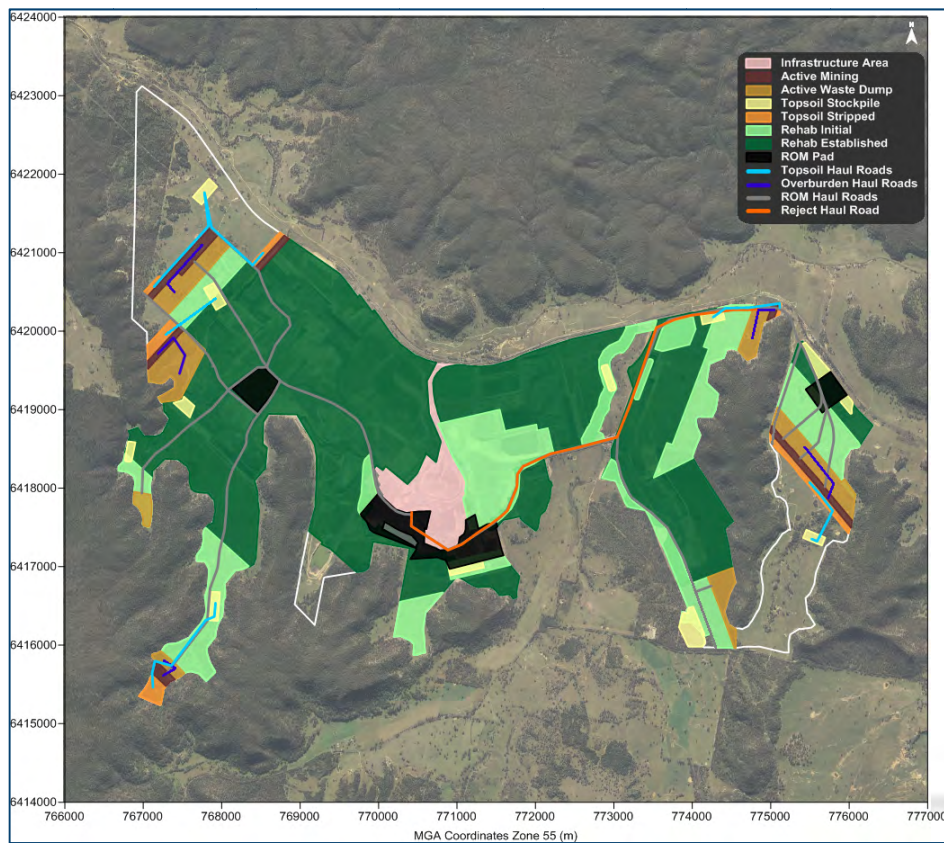 6424000
6423000
6422000
6421000
6420000
6419000
6418000
6417000
6416000
6415000
6414000
N
Infrastructure Area
Active Mining
Active Waste Dump
Topsoil Stockpile
Topsoil Stripped
Rehab Initial
Rehab Established
ROM Pad
Topsoil Haul Roads
Overburden Haul Roads
ROM Haul Roads
Reject Haul Road
766000 767000 768000 769000 770000 771000 772000 773000 774000 775000 776000 777000
MGA Coordinates Zone 55 (m)